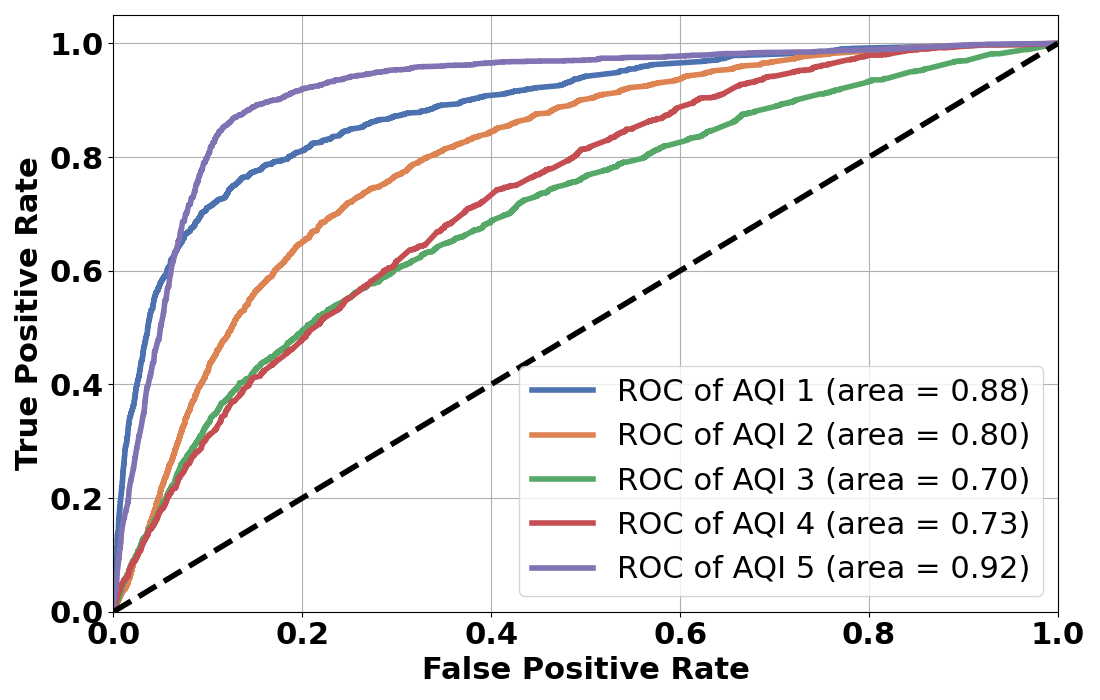 1.0
0.8
0.6
0.4
0.2
0.0
True Positive Rate
ROC of AQI 1 (area = 0.88)
ROC of AQI 2 (area = 0.80)
ROC of AQI 3 (area = 0.70)
ROC of AQI 4 (area = 0.73)
ROC of AQI 5 (area = 0.92)
0.0 0.2 0.4 0.6 0.8 1.0
False Positive Rate